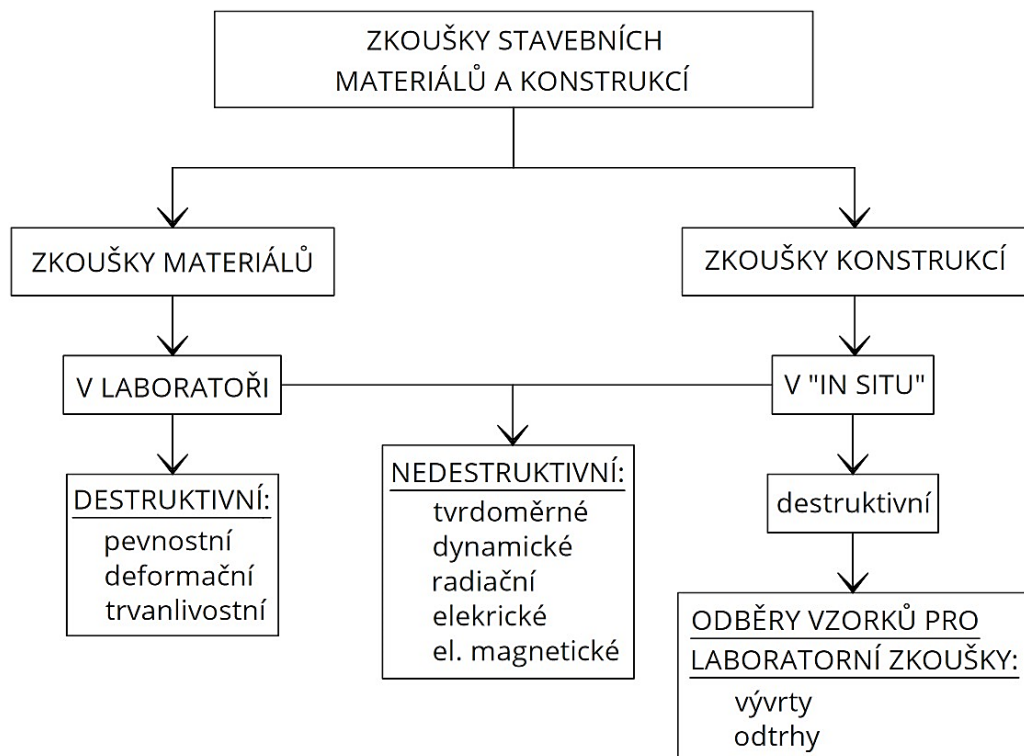 ZKOUŠKY STAVEBNÍCH
MATERIÁLŮ A KONSTRUKCÍ
ZKOUŠKY MATERIÁLŮ
ZKOUŠKY KONSTRUKCÍ
V LABORATOŘI
V "IN SITU"
DESTRUKTIVNÍ:
pevnostní
deformační
trvanlivostní
NEDESTRUKTIVNÍ:
tvrdoměrné
dynamické
radiační
elekrické
el. magnetické
destruktivní
ODBĚRY VZORKŮ PRO
LABORATORNÍ ZKOUŠKY:
vývrty
odtrhy